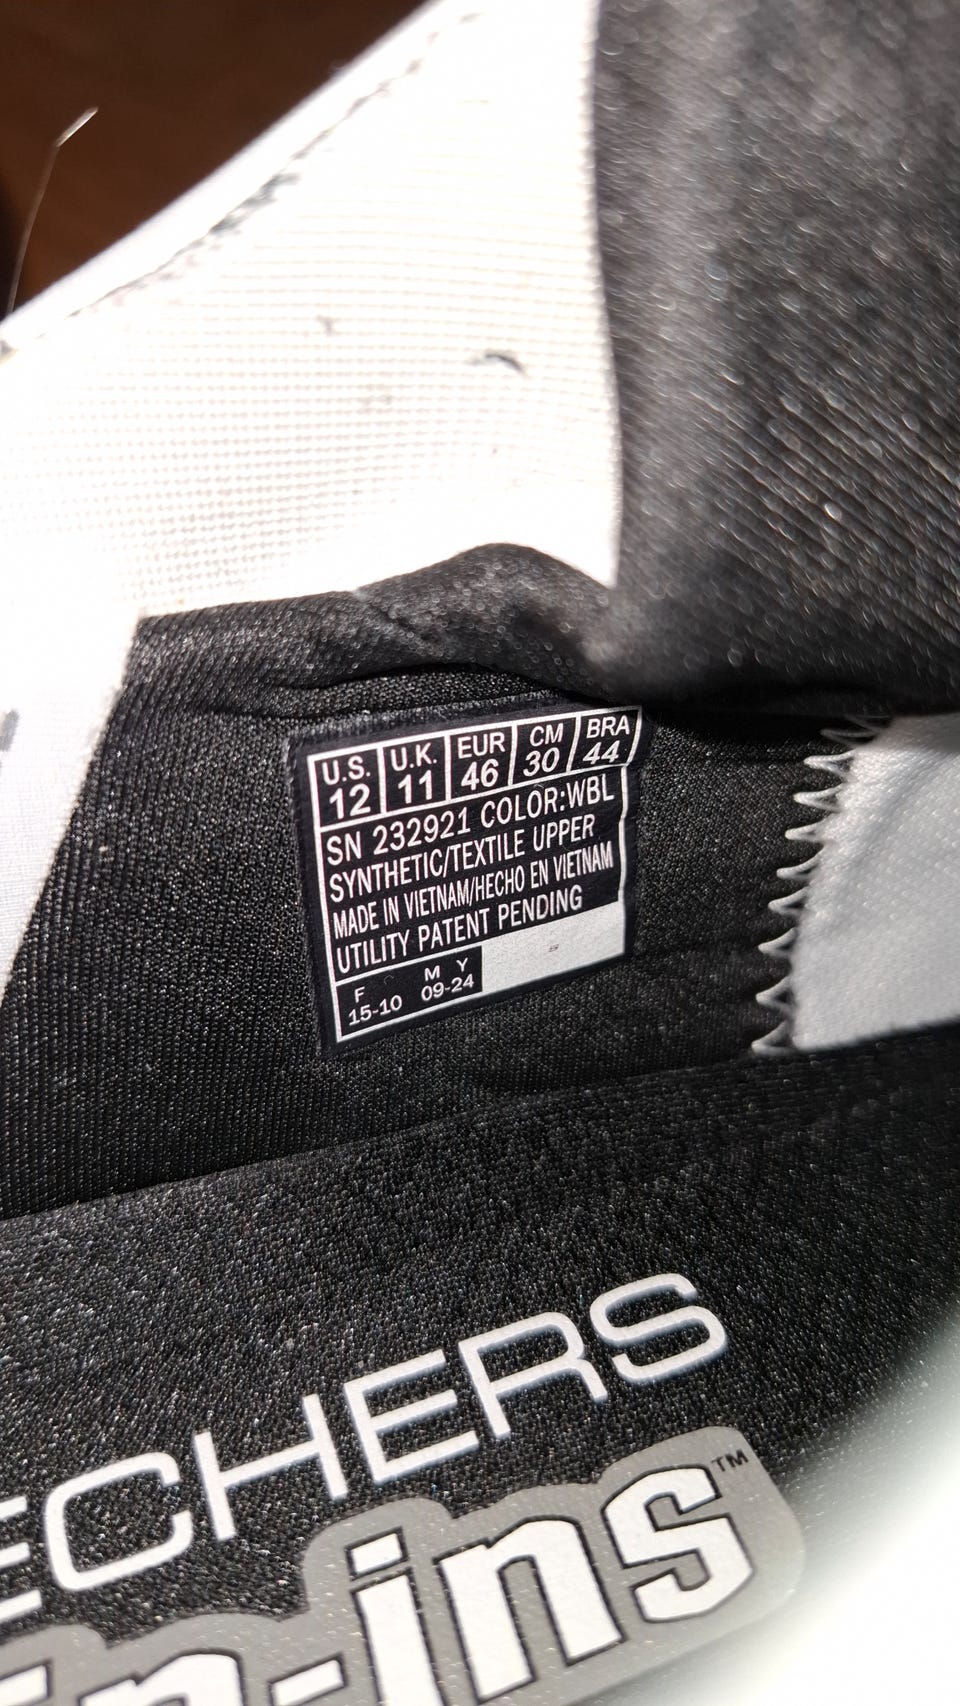 U.S. U.K. EUR CM BRA
12 11 46 30 44
SN 232921 COLOR:WBL
SYNTHETIC/TEXTILE UPPER
MADE IN VIETNAM/HECHO EN VIETNAM
UTILITY PATENT PENDING
F M Y
15-10 09-24
ECHERS
p-ins™